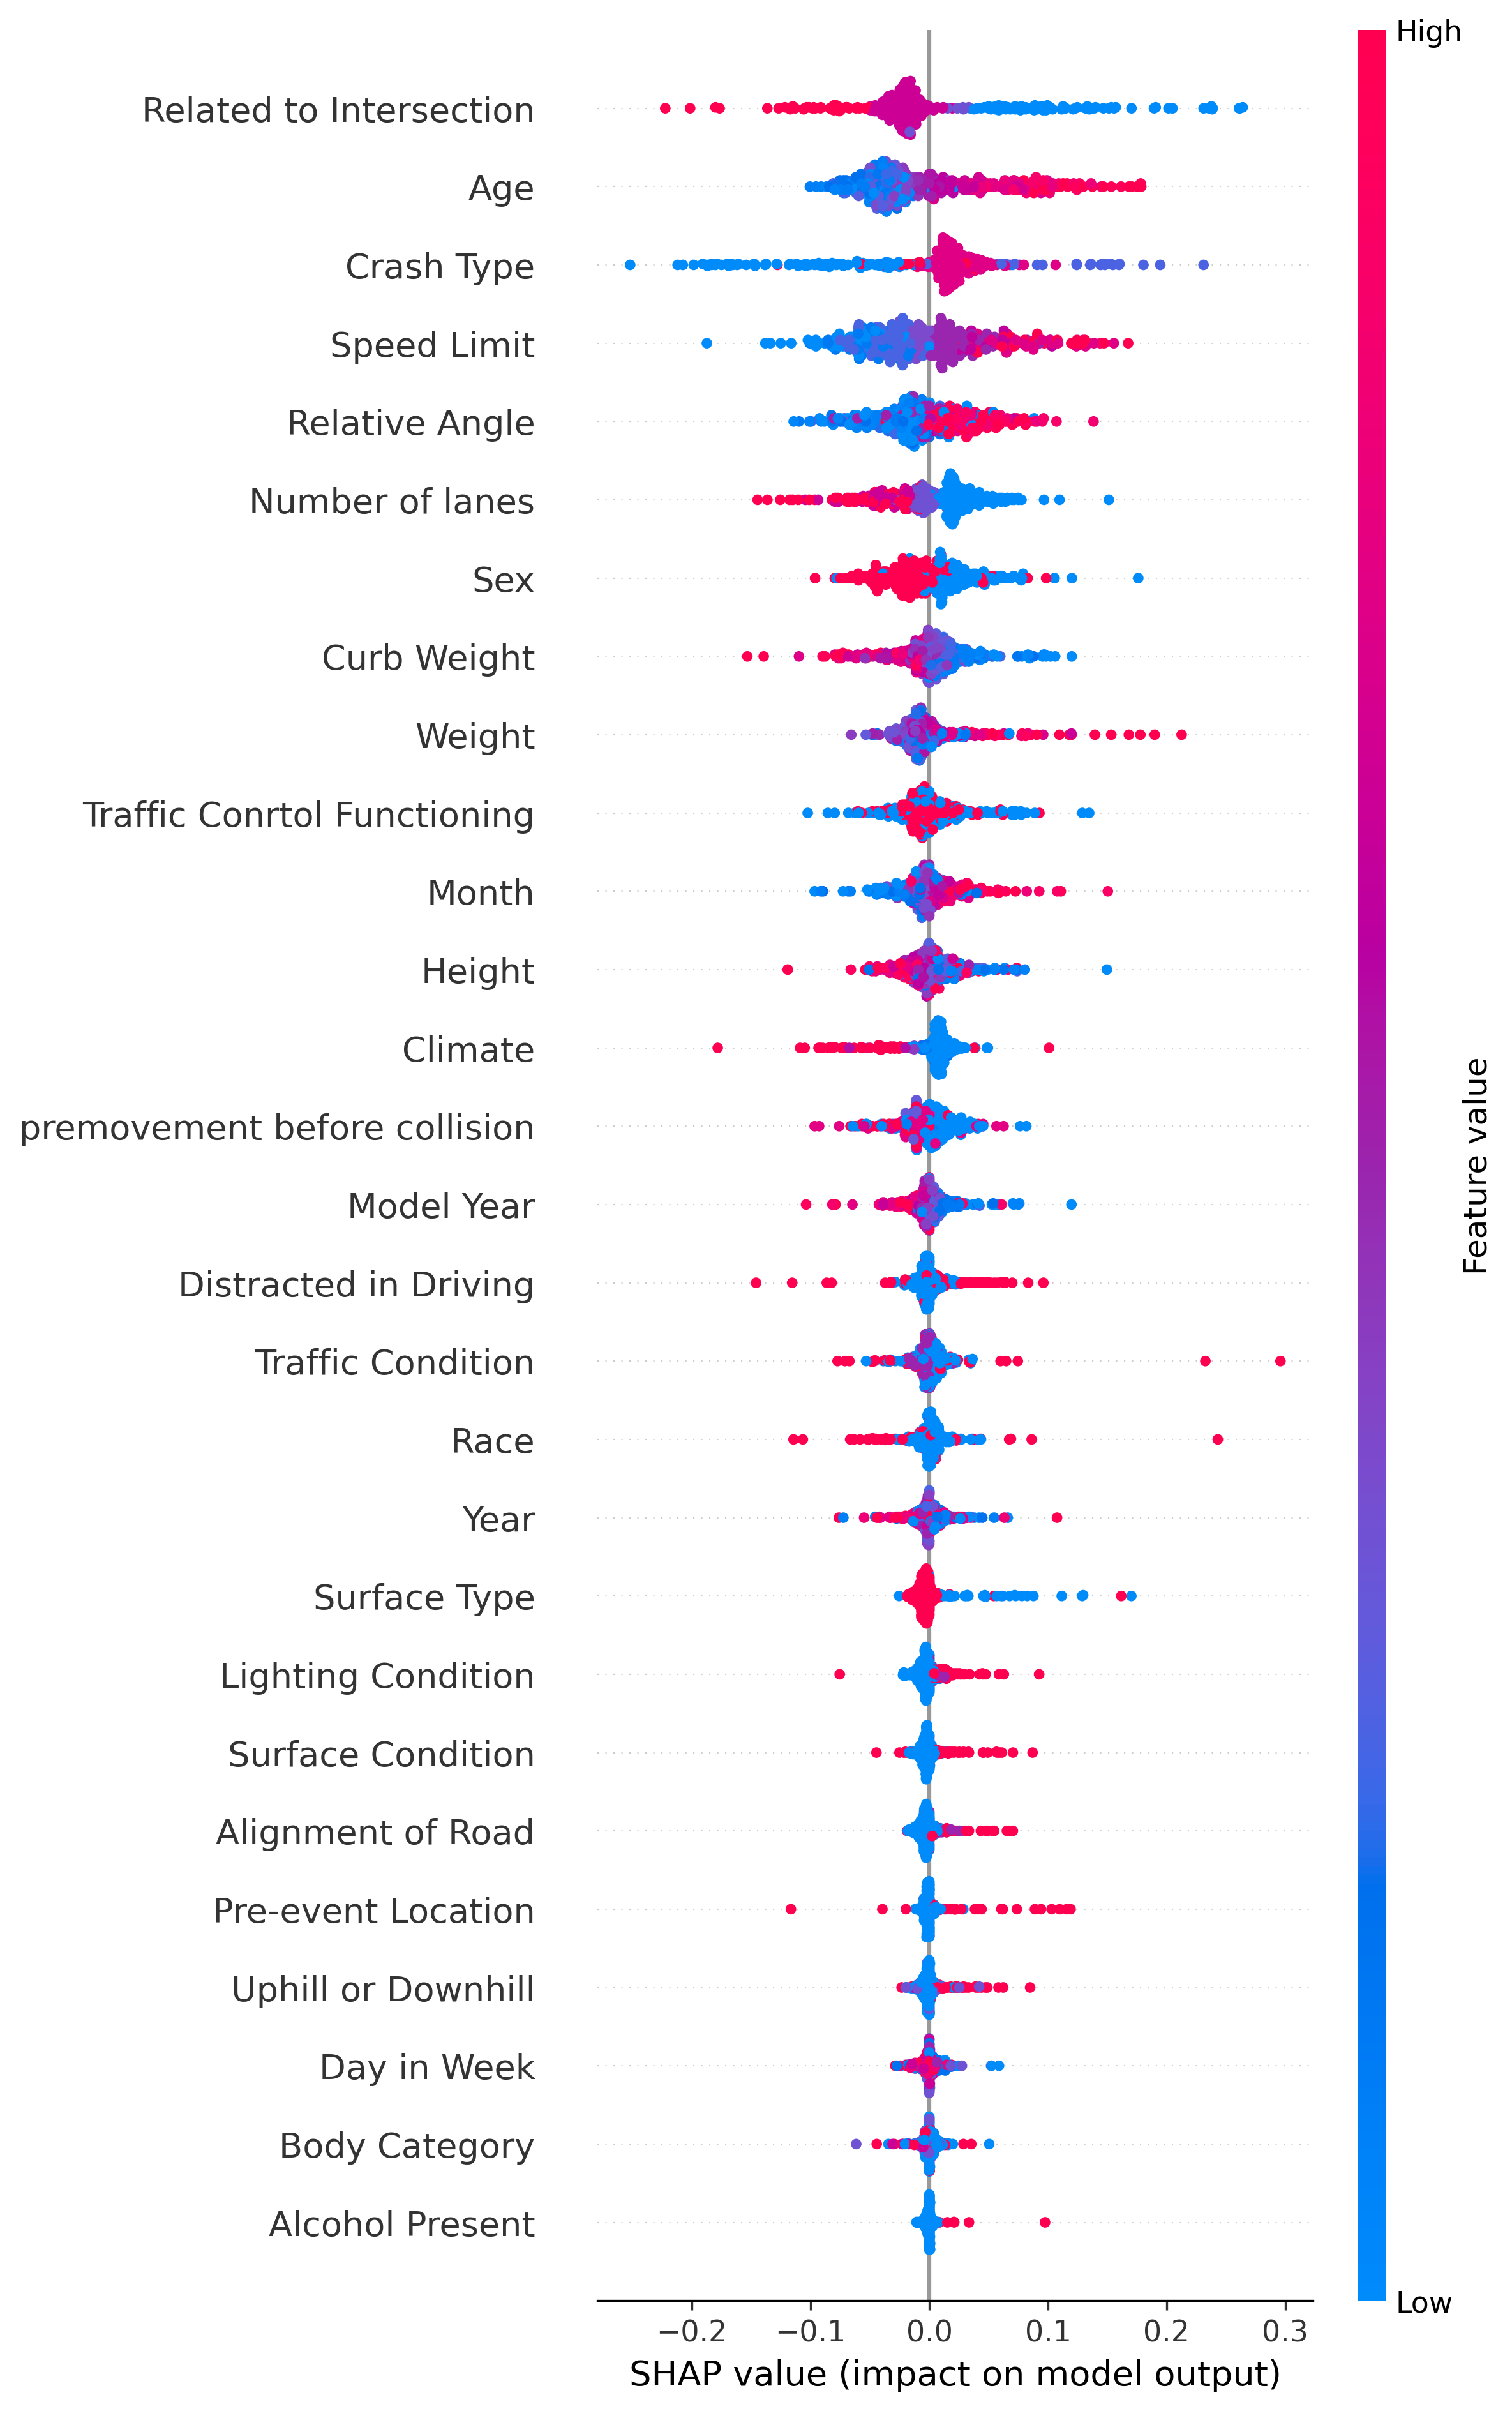 High
Related to Intersection
Age
Crash Type
Speed Limit
Relative Angle
Number of lanes
Sex
Curb Weight
Weight
Traffic Conrtol Functioning
Month
Height
Climate
premovement before collision
Model Year
Distracted in Driving
Traffic Condition
Race
Year
Surface Type
Lighting Condition
Surface Condition
Alignment of Road
Pre-event Location
Uphill or Downhill
Day in Week
Body Category
Alcohol Present
Feature value
Low
−0.2 −0.1 0.0 0.1 0.2 0.3
SHAP value (impact on model output)